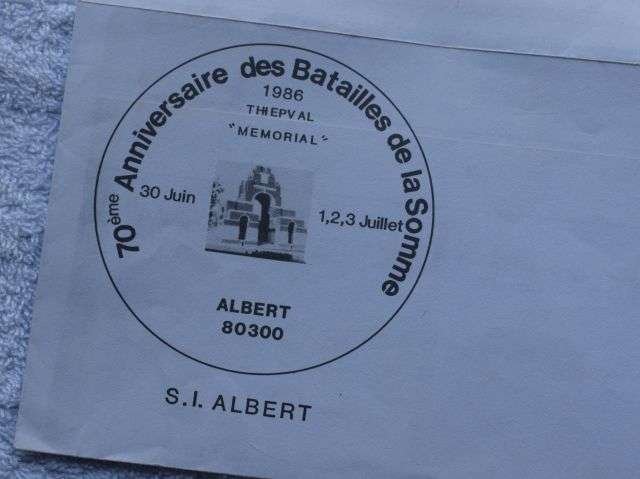 70ème Anniversaire des Batailles de la Somme
1986
THIEPVAL
"MEMORIAL"
30 Juin
1,2,3 Juillet
ALBERT
80300
S.I. ALBERT